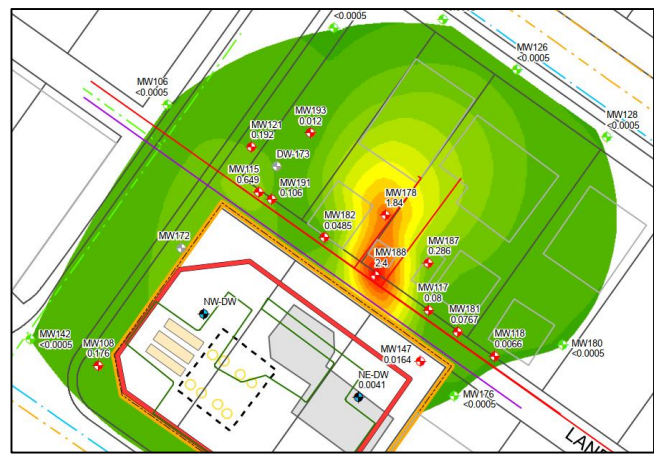 <0.0005
MW126
<0.0005
MW106
<0.0005
MW193
0.012
MW121
0.192
MW128
<0.0005
DW-173
MW115
0.649
MW191
0.106
MW178
1.84
MW182
0.0485
MW172
MW187
0.286
MW188
2.4
MW117
0.08
NW-DW
MW181
0.0767
MW142
<0.0005
MW108
0.176
MW118
0.0066
MW180
<0.0005
MW147
0.0164
NE-DW
0.0041
MW176
<0.0005